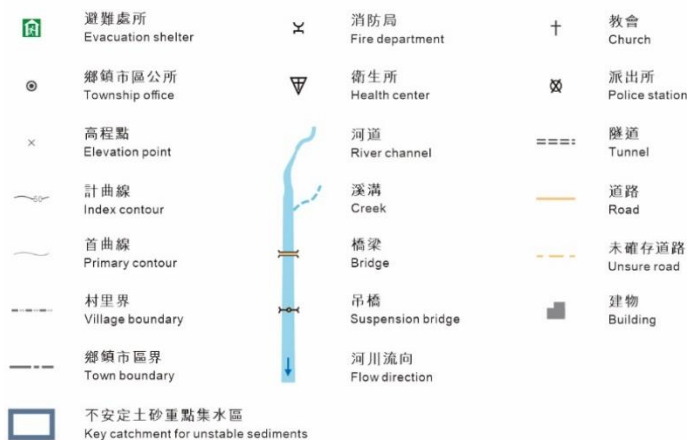 避難處所
Evacuation shelter
消防局
Fire department
教會
Church
鄉鎮市區公所
Township office
衛生所
Health center
派出所
Police station
高程點
Elevation point
河道
River channel
隧道
Tunnel
計曲線
Index contour
溪溝
Creek
道路
Road
首曲線
Primary contour
橋梁
Bridge
未確存道路
Unsure road
村里界
Village boundary
吊橋
Suspension bridge
建物
Building
鄉鎮市區界
Town boundary
河川流向
Flow direction
不安定土砂重點集水區
Key catchment for unstable sediments